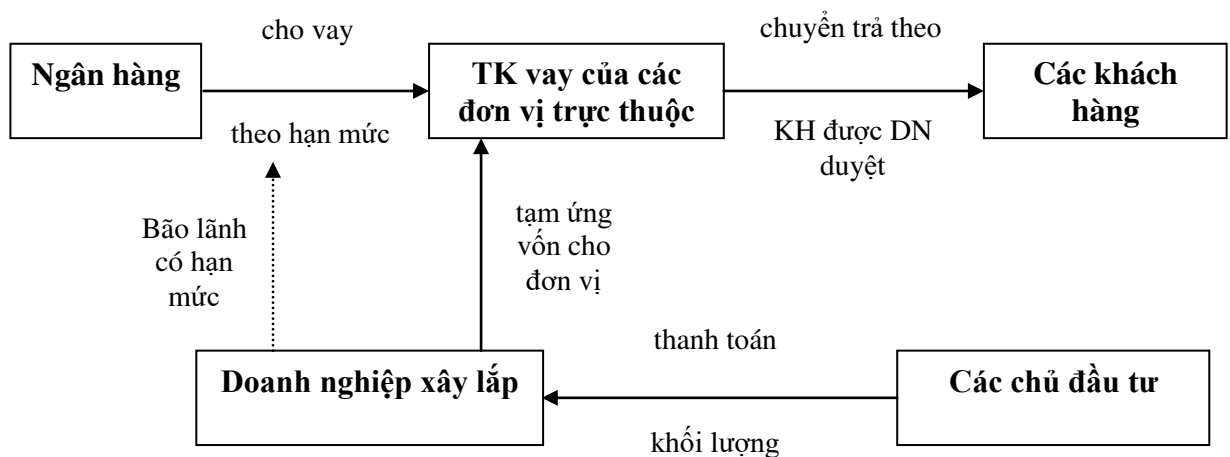 cho vay
chuyển trả theo
Ngân hàng
TK vay của các
đơn vị trực thuộc
Các khách
hàng
theo hạn mức
KH được DN
duyệt
Bão lãnh
có hạn
mức
tạm ứng
vốn cho
đơn vị
thanh toán
Doanh nghiệp xây lắp
Các chủ đầu tư
khối lượng